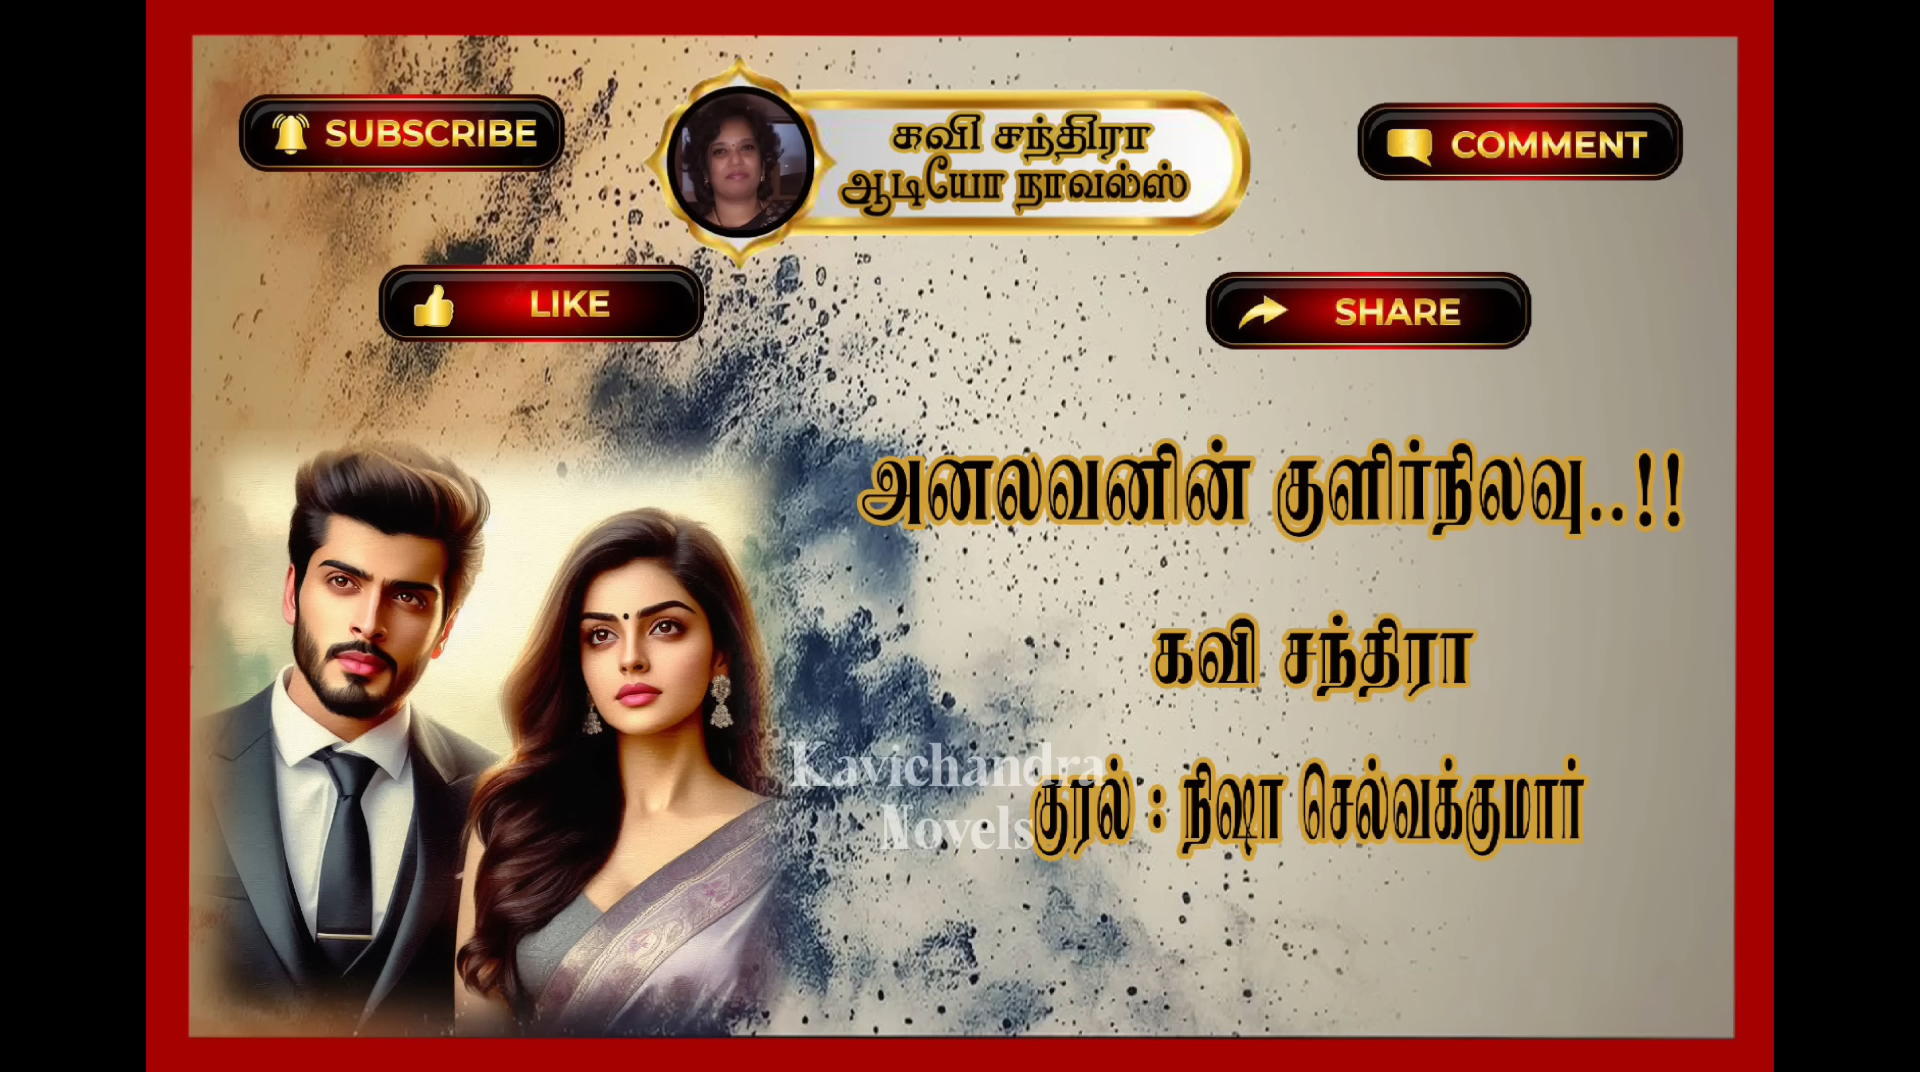 SUBSCRIBE
கவி சந்திரா
ஆடியோ நாவல்ஸ்
COMMENT
LIKE
SHARE
அனலவனின் குளிர்நிலவு..!!
கவி சந்திரா
Kavichandra
Novels
குரல் : நிஷா செல்வக்குமார்